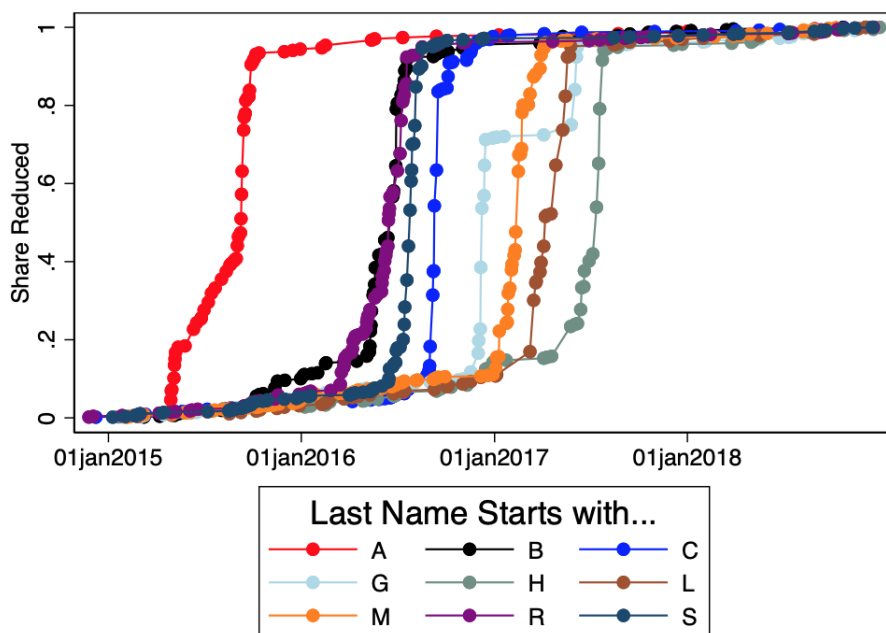 1
.8
.6
.4
.2
0
Share Reduced
01jan2015 01jan2016 01jan2017 01jan2018
Last Name Starts with...
A B C
G H L
M R S